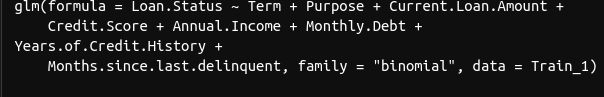 glm(formula = Loan.Status ~ Term + Purpose + Current.Loan.Amount +
Credit.Score + Annual.Income + Monthly.Debt +
Years.of.Credit.History +
Months.since.last.delinquent, family = "binomial", data = Train_1)